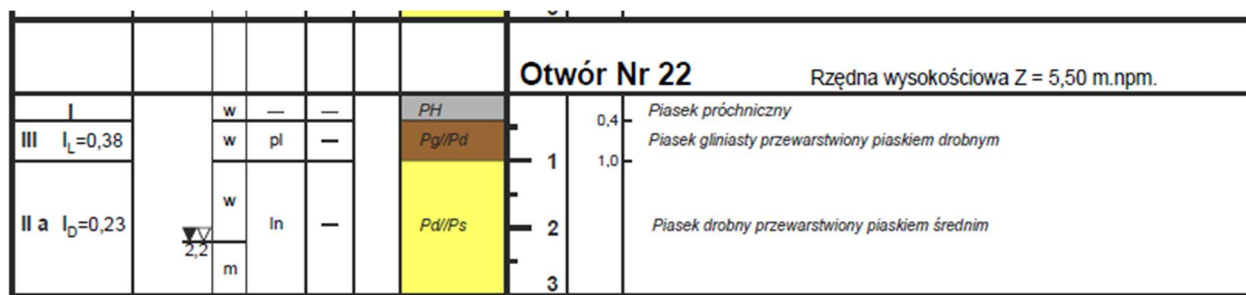 Otwór Nr 22 Rzędna wysokościowa Z = 5,50 m.npm.
I w — — PH 0,4 Piasek próchniczny
III IL=0,38 w pl — Pg//Pd Piasek gliniasty przewarstwiony piaskiem drobnym
1 1,0
II a ID=0,23 w ln — Pd//Ps 2 Piasek drobny przewarstwiony piaskiem średnim
2,2
m
3